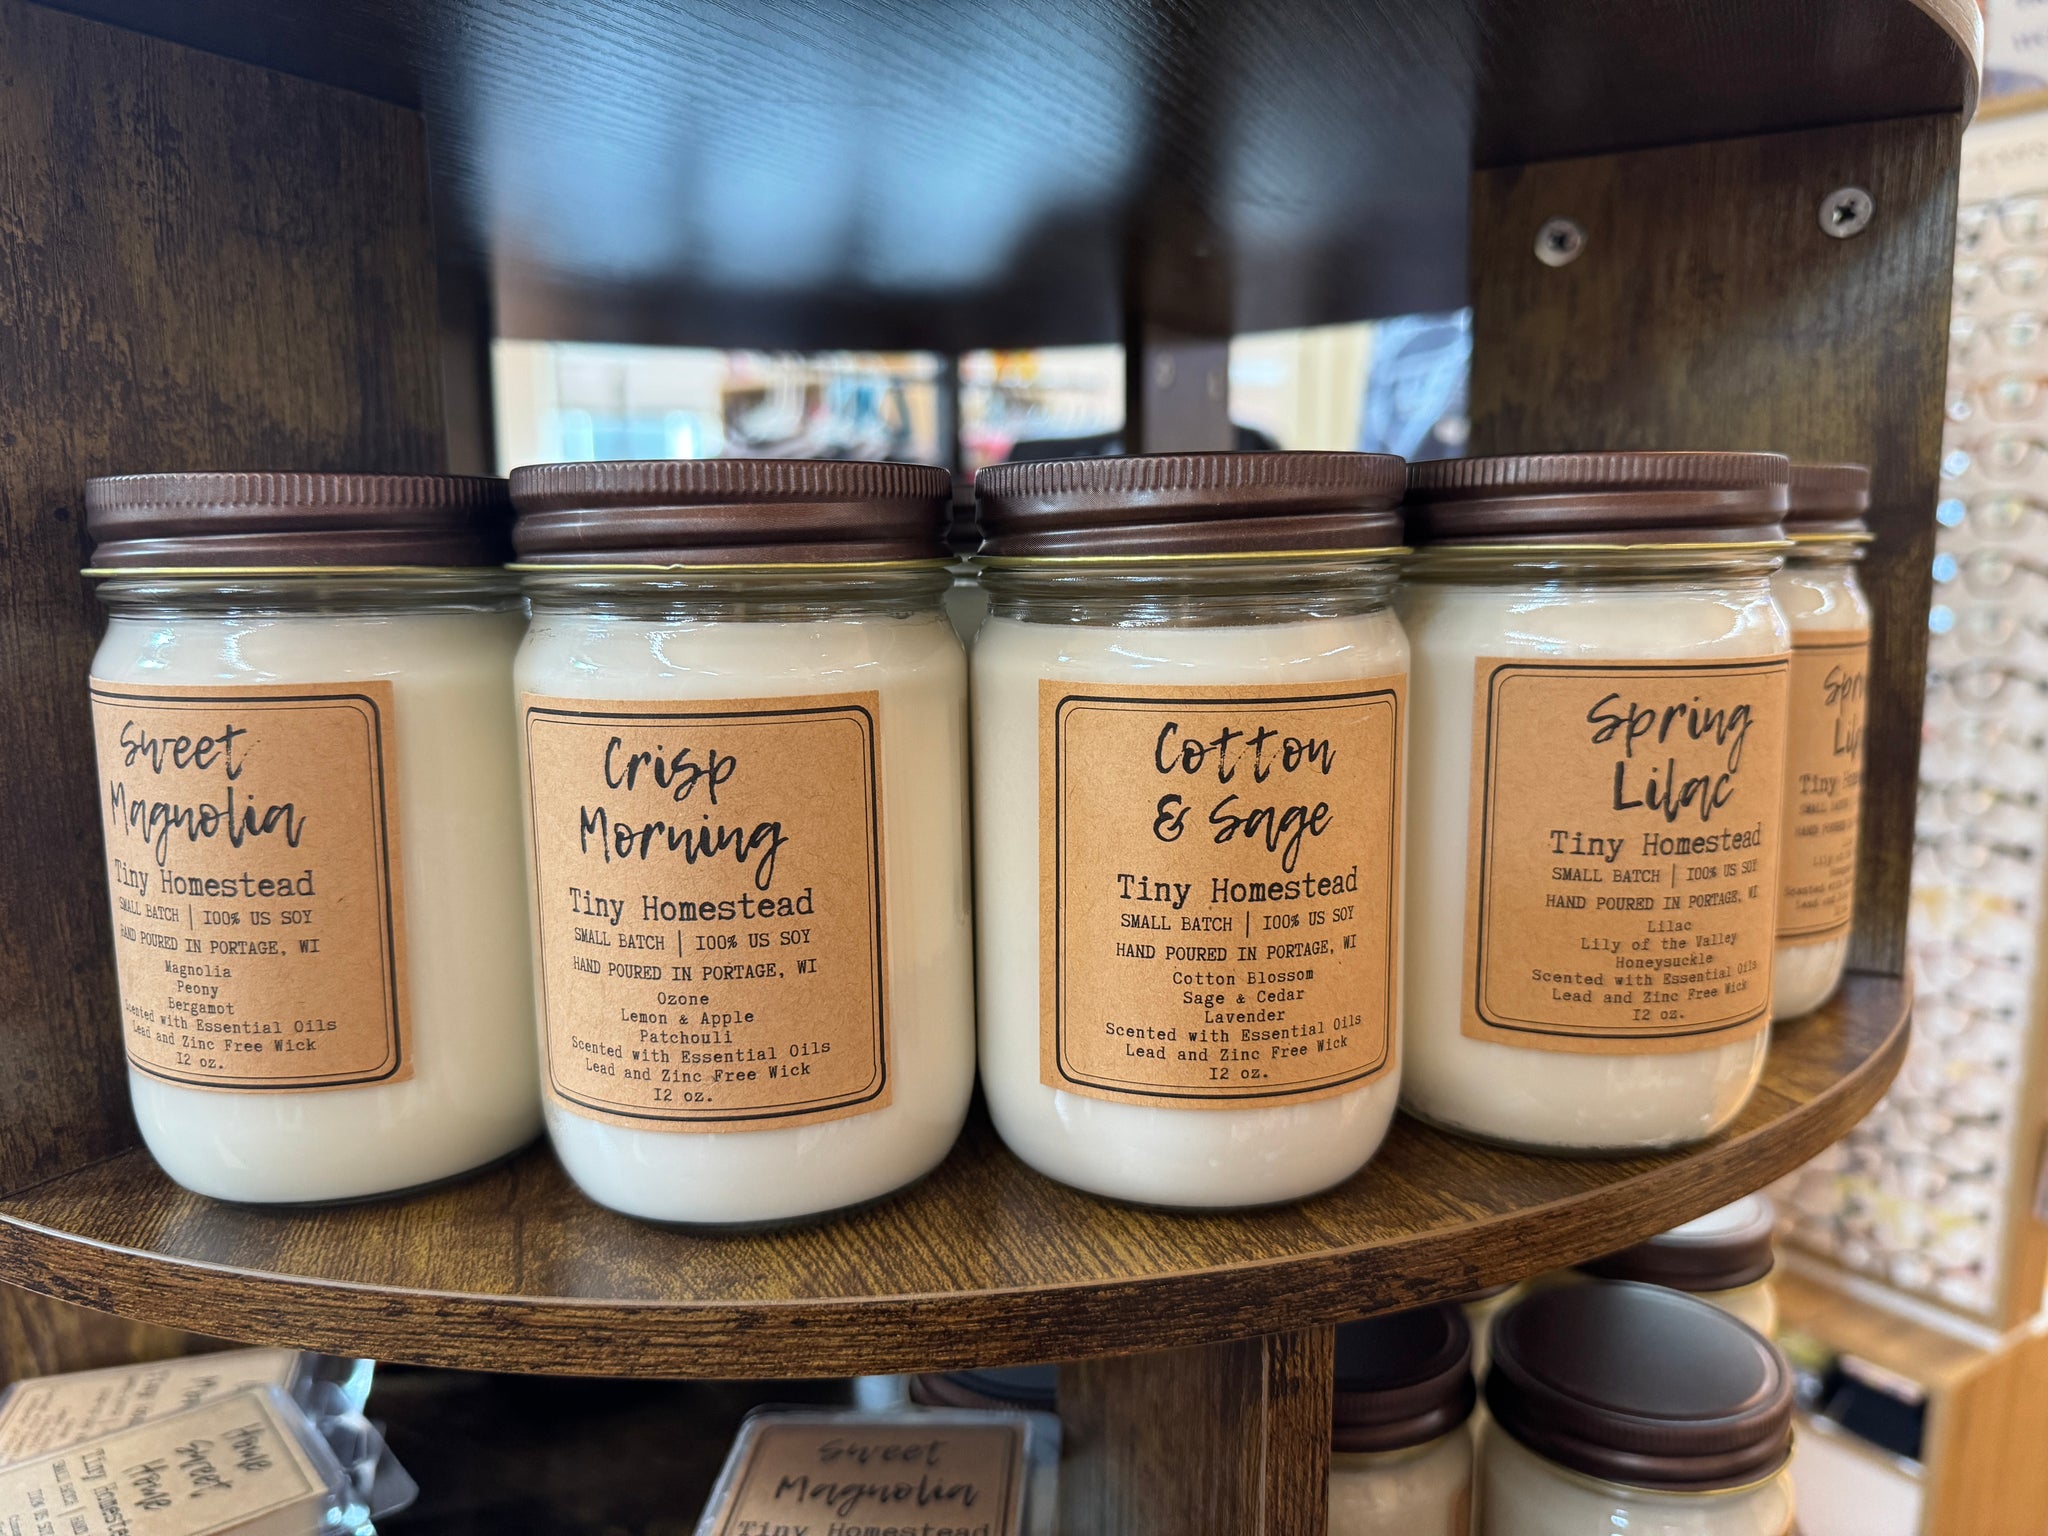 Sweet
Magnolia
Tiny Homestead
SMALL BATCH | 100% US SOY
HAND POURED IN PORTAGE, WI
Magnolia
Peony
Bergamot
Scented with Essential Oils
Lead and Zinc Free Wick
12 oz.
Crisp
Morning
Tiny Homestead
SMALL BATCH | 100% US SOY
HAND POURED IN PORTAGE, WI
Ozone
Lemon & Apple
Patchouli
Scented with Essential Oils
Lead and Zinc Free Wick
12 oz.
Cotton
& Sage
Tiny Homestead
SMALL BATCH | 100% US SOY
HAND POURED IN PORTAGE, WI
Cotton Blossom
Sage & Cedar
Lavender
Scented with Essential Oils
Lead and Zinc Free Wick
12 oz.
Spring
Lilac
Tiny Homestead
SMALL BATCH | 100% US SOY
HAND POURED IN PORTAGE, WI
Lilac
Lily of the Valley
Honeysuckle
Scented with Essential Oils
Lead and Zinc Free Wick
12 oz.
Tiny
SMALL
HAND POURED
Home
Sweet
Home
Tiny
SMALL BATCH
Sweet
Magnolia
Tiny Homestead